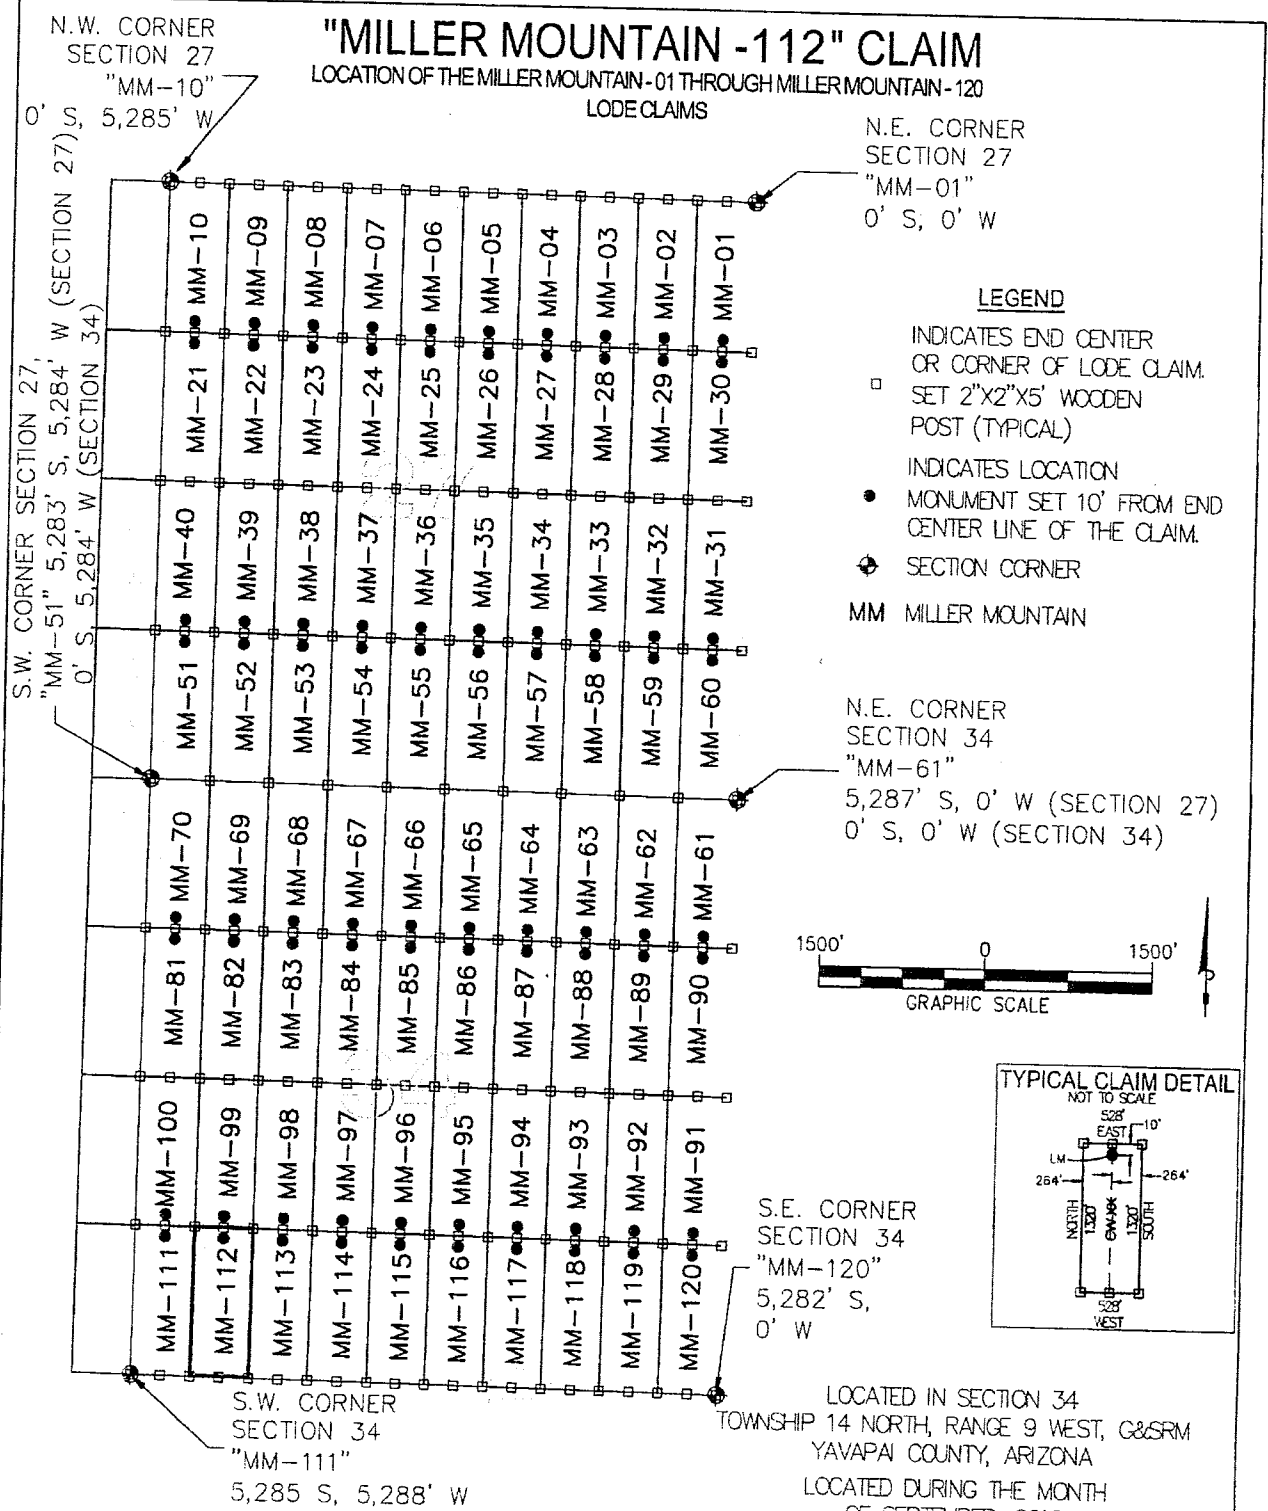 "MILLER MOUNTAIN -112" CLAIM
LOCATION OF THE MILLER MOUNTAIN - 01 THROUGH MILLER MOUNTAIN - 120
LODE CLAIMS
N.W. CORNER
SECTION 27
"MM-10"
0' S, 5,285' W
N.E. CORNER
SECTION 27
"MM-01"
0' S, 0' W
S.W. CORNER SECTION 27,
"MM-51" 5,283' S, 5,284' W (SECTION 27)
0' S, 5,284' W (SECTION 34)
MM-10 MM-09 MM-08 MM-07 MM-06 MM-05 MM-04 MM-03 MM-02 MM-01
MM-21 MM-22 MM-23 MM-24 MM-25 MM-26 MM-27 MM-28 MM-29 MM-30
27
MM-40 MM-39 MM-38 MM-37 MM-36 MM-35 MM-34 MM-33 MM-32 MM-31
MM-51 MM-52 MM-53 MM-54 MM-55 MM-56 MM-57 MM-58 MM-59 MM-60
MM-70 MM-69 MM-68 MM-67 MM-66 MM-65 MM-64 MM-63 MM-62 MM-61
MM-81 MM-82 MM-83 MM-84 MM-85 MM-86 MM-87 MM-88 MM-89 MM-90
34
MM-100 MM-99 MM-98 MM-97 MM-96 MM-95 MM-94 MM-93 MM-92 MM-91
MM-111 MM-112 MM-113 MM-114 MM-115 MM-116 MM-117 MM-118 MM-119 MM-120
LEGEND
INDICATES END CENTER
OR CORNER OF LODE CLAIM.
SET 2"X2"X5' WOODEN
POST (TYPICAL)
INDICATES LOCATION
MONUMENT SET 10' FROM END
CENTER LINE OF THE CLAIM.
SECTION CORNER
MM MILLER MOUNTAIN
N.E. CORNER
SECTION 34
"MM-61"
5,287' S, 0' W (SECTION 27)
0' S, 0' W (SECTION 34)
1500' 0 1500'
GRAPHIC SCALE
TYPICAL CLAIM DETAIL
NOT TO SCALE
528'
EAST
10'
LM
264' 264'
NORTH
1320'
1320'
SOUTH
528'
WEST
S.E. CORNER
SECTION 34
"MM-120"
5,282' S,
0' W
S.W. CORNER
SECTION 34
"MM-111"
5,285 S, 5,288' W
LOCATED IN SECTION 34
TOWNSHIP 14 NORTH, RANGE 9 WEST, G&SRM
YAVAPAI COUNTY, ARIZONA
LOCATED DURING THE MONTH